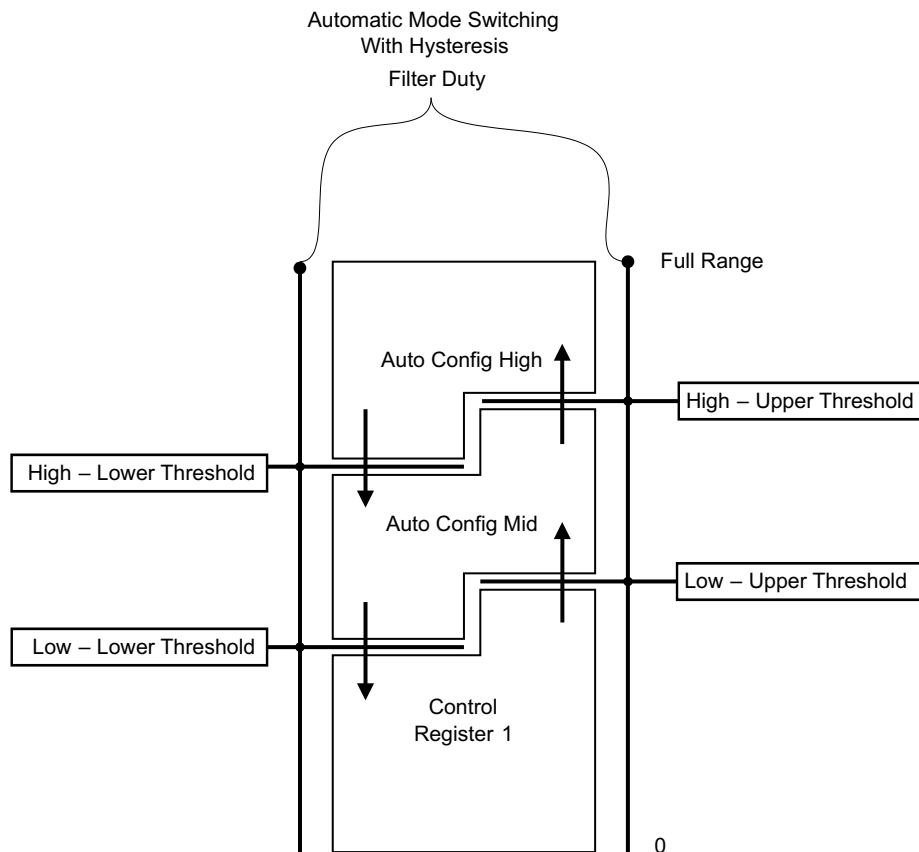 Automatic Mode Switching
With Hysteresis
Filter Duty
Full Range
Auto Config High
High – Upper Threshold
High – Lower Threshold
Auto Config Mid
Low – Upper Threshold
Low – Lower Threshold
Control
Register 1
0